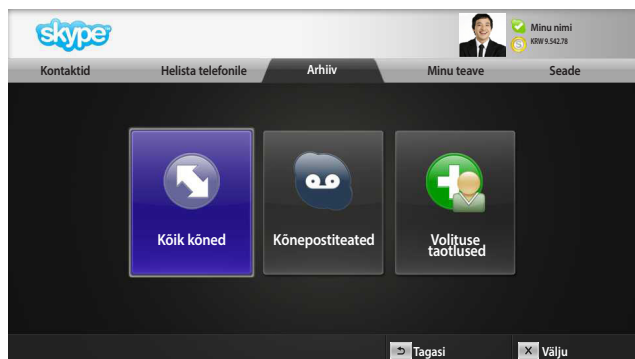 skype
Minu nimi
KRW 9.542.78
Kontaktid
Helista telefonile
Arhiiv
Minu teave
Seade
Kõik kõned
Kõnepostiteated
Volituse
taotlused
Tagasi
X Välju